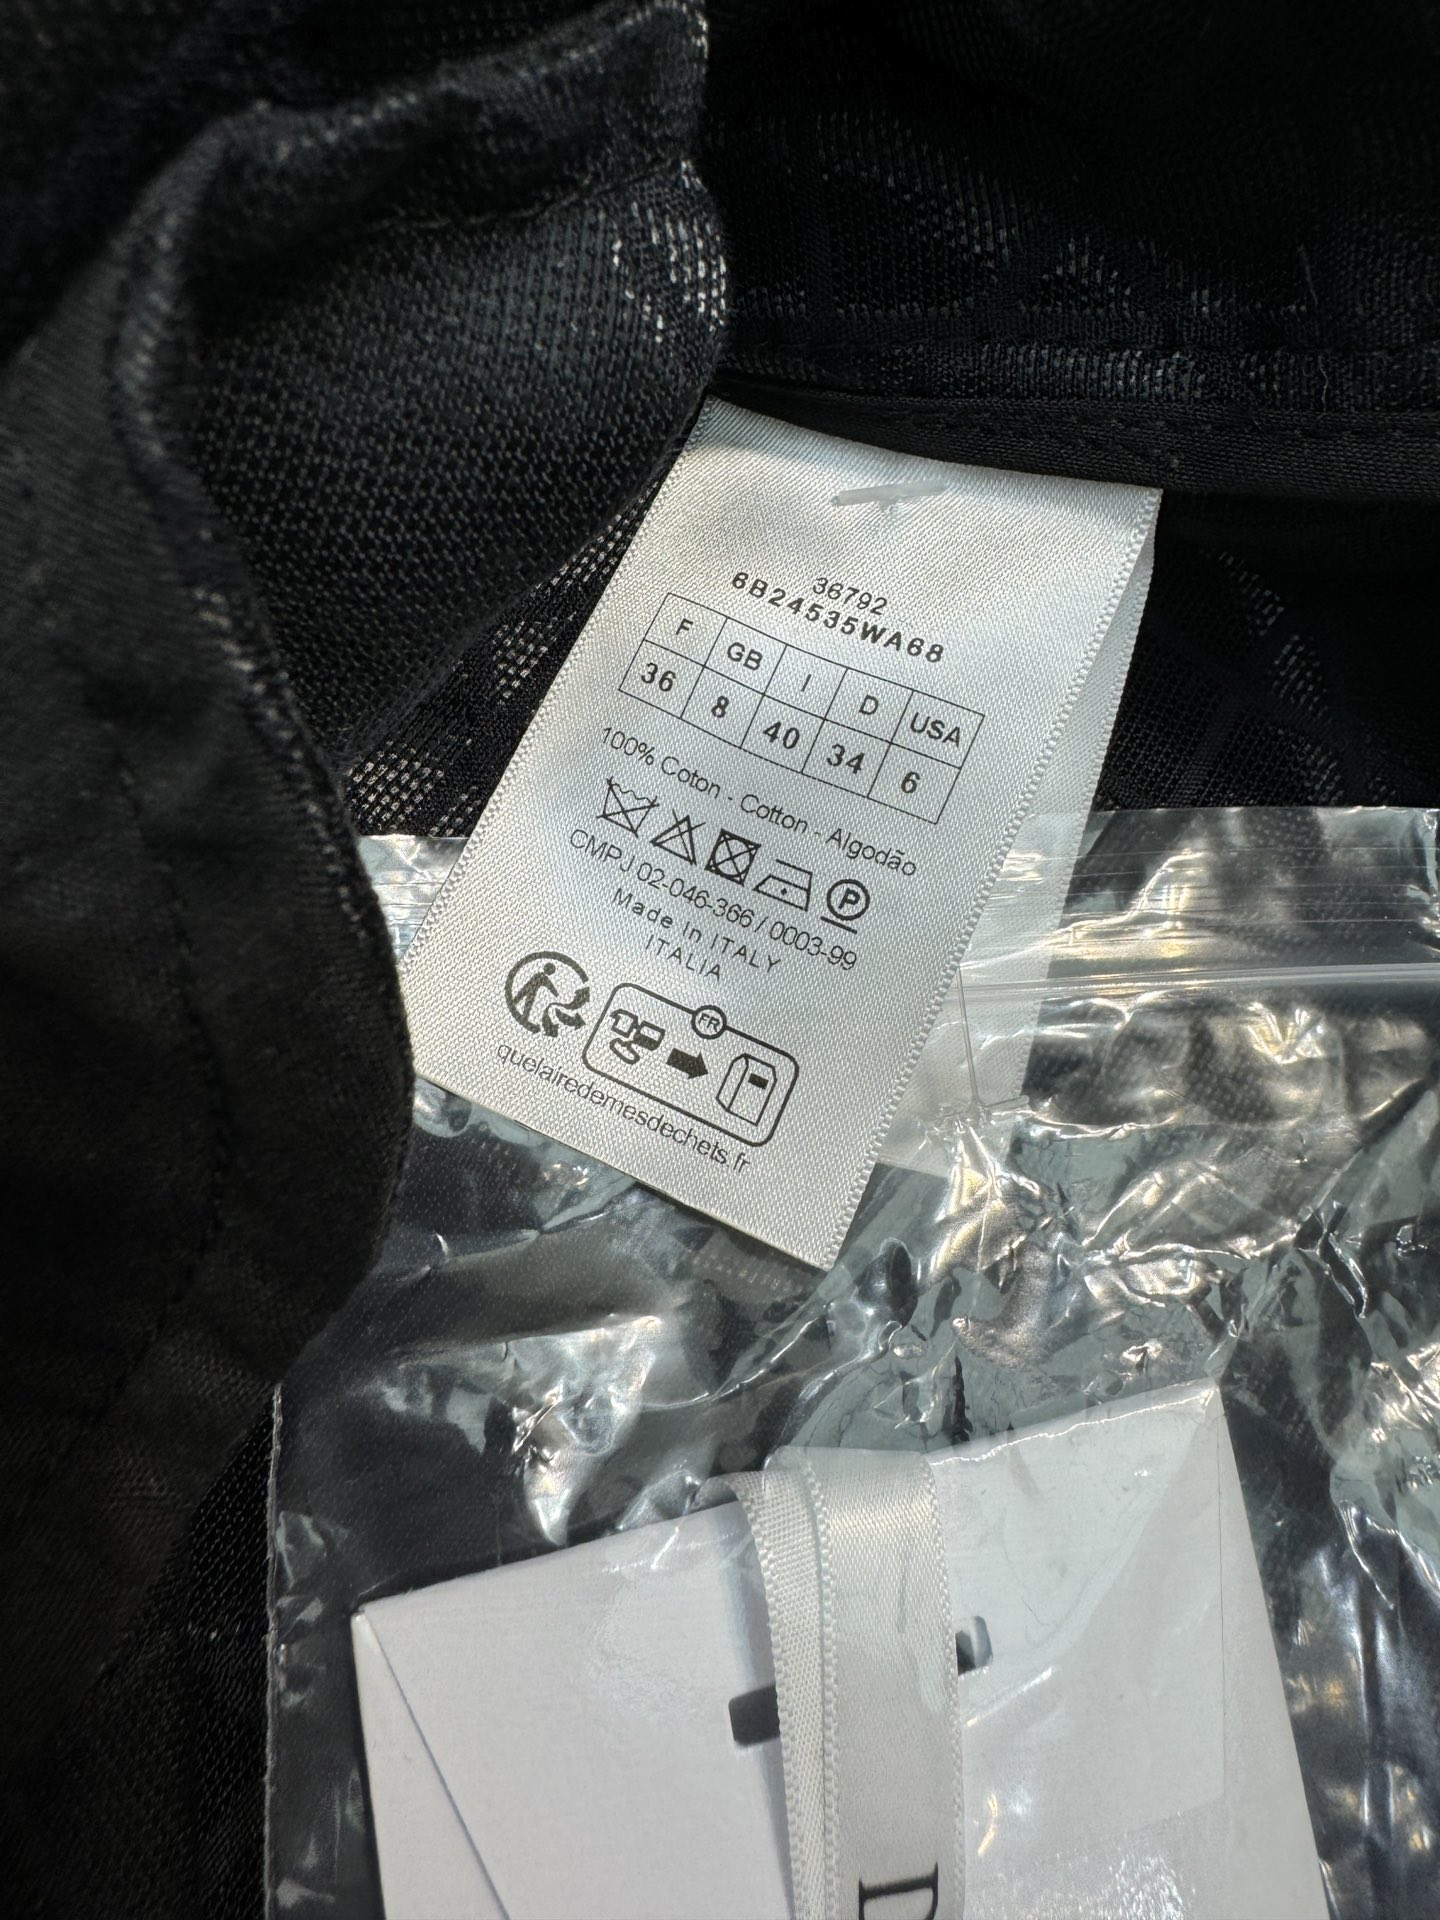 36792
6B24535WA68
F GB I D USA
36 8 40 34 6
100% Coton - Cotton - Algodão
P
CMPJ 02-046-366 / 0003-99
Made in ITALY
ITALIA
FR
quelairedemesdechets.fr
D